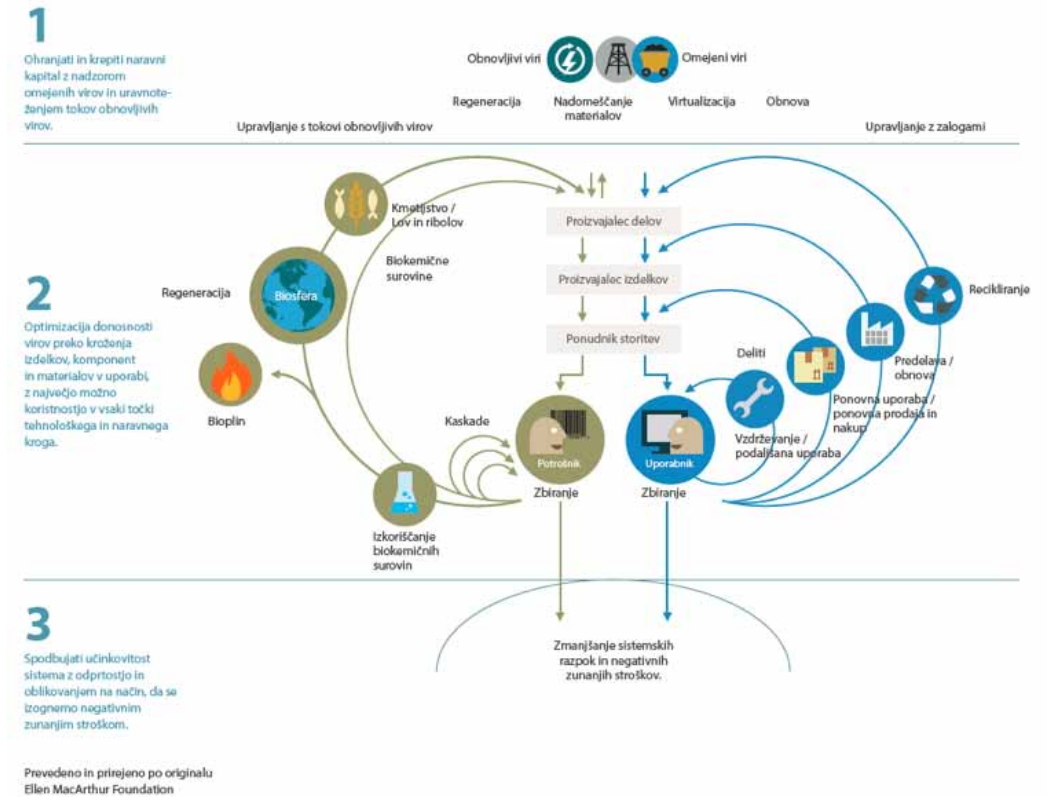 1
Ohranjati in krepiti naravni
kapital z nadzorom
omejenih virov in uravnote-
ženjem tokov obnovljivih
virov.
Obnovljivi viri
Omejeni viri
Regeneracija
Nadomeščanje
materialov
Virtualizacija
Obnova
Upravljanje s tokovi obnovljivih virov
Upravljanje z zalogami
2
Optimizacija donosnosti
virov preko kroženja
izdelkov, komponent
in materialov v uporabi,
z največjo možno
koristnostjo v vsaki točki
tehnološkega in naravnega
kroga.
Kmetijstvo /
Lov in ribolov
Biokemične
surovine
Regeneracija
Biosfera
Bioplin
Kaskade
Izkoriščanje
biokemičnih
surovin
Proizvajalec delov
Proizvajalec izdelkov
Ponudnik storitev
Potrošnik
Zbiranje
Uporabnik
Zbiranje
Deliti
Vzdrževanje /
podaljšana uporaba
Ponovna uporaba /
ponovna prodaja in
nakup
Predelava /
obnova
Recikliranje
3
Spodbujati učinkovitost
sistema z odprtostjo in
oblikovanjem na način, da se
izognemo negativnim
zunanjim stroškom.
Zmanjšanje sistemskih
razpok in negativnih
zunanjih stroškov.
Prevedeno in prirejeno po originalu
Ellen MacArthur Foundation